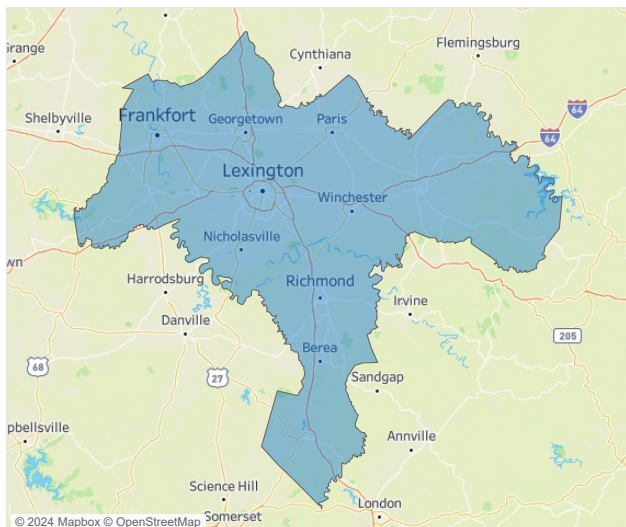 Grange
Cynthiana
Flemingsburg
Shelbyville
Frankfort
Georgetown
Paris
64
64
Lexington
Winchester
Nicholasville
wn
Harrodsburg
Richmond
Irvine
Danville
205
Berea
68
27
Sandgap
pbellsville
Annville
Science Hill
London
Somerset
© 2024 Mapbox © OpenStreetMap